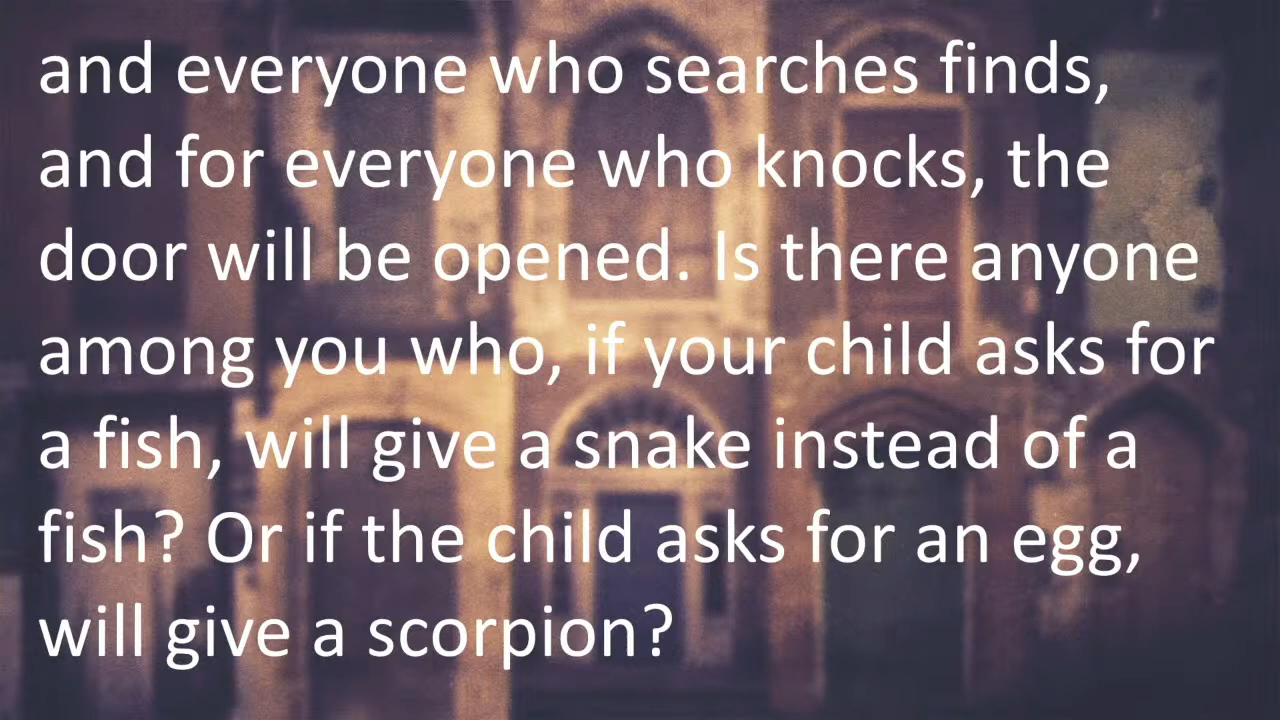 and everyone who searches finds,
and for everyone who knocks, the
door will be opened. Is there anyone
among you who, if your child asks for
a fish, will give a snake instead of a
fish? Or if the child asks for an egg,
will give a scorpion?